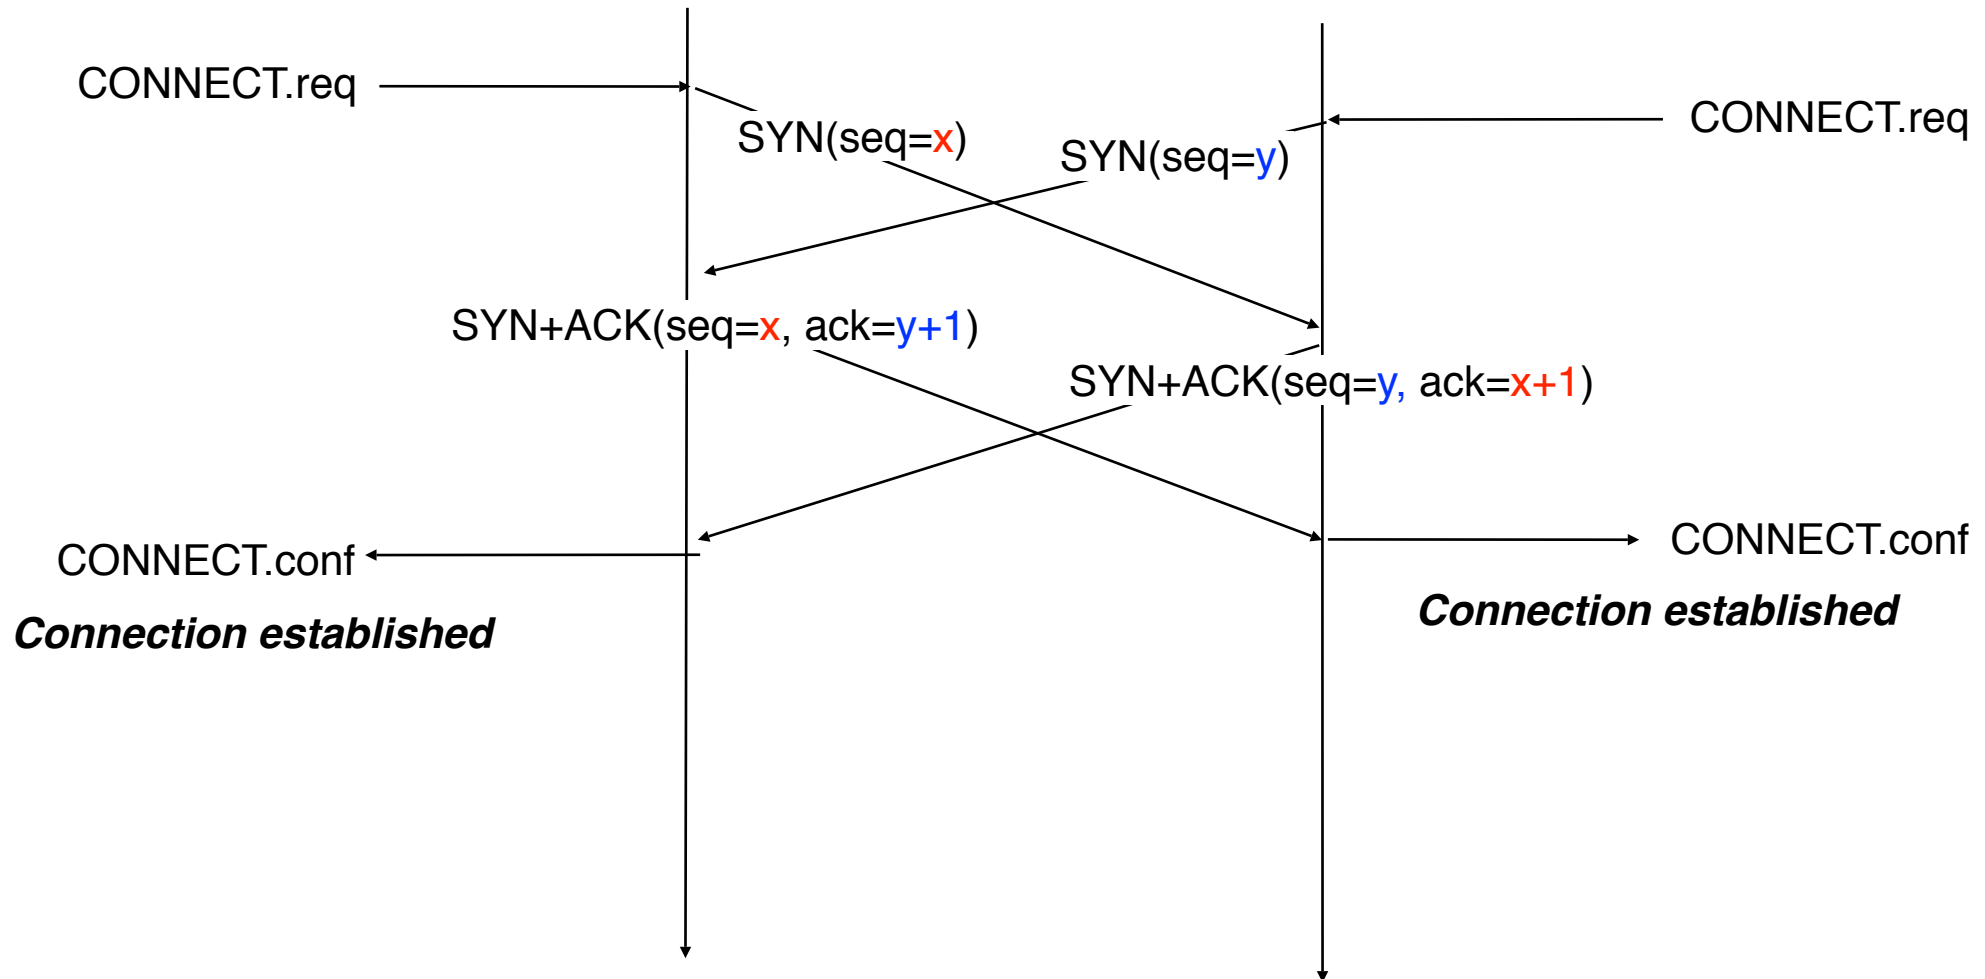 CONNECT.req
CONNECT.req
SYN(seq=x)
SYN(seq=y)
SYN+ACK(seq=x, ack=y+1)
SYN+ACK(seq=y, ack=x+1)
CONNECT.conf
CONNECT.conf
Connection established
Connection established